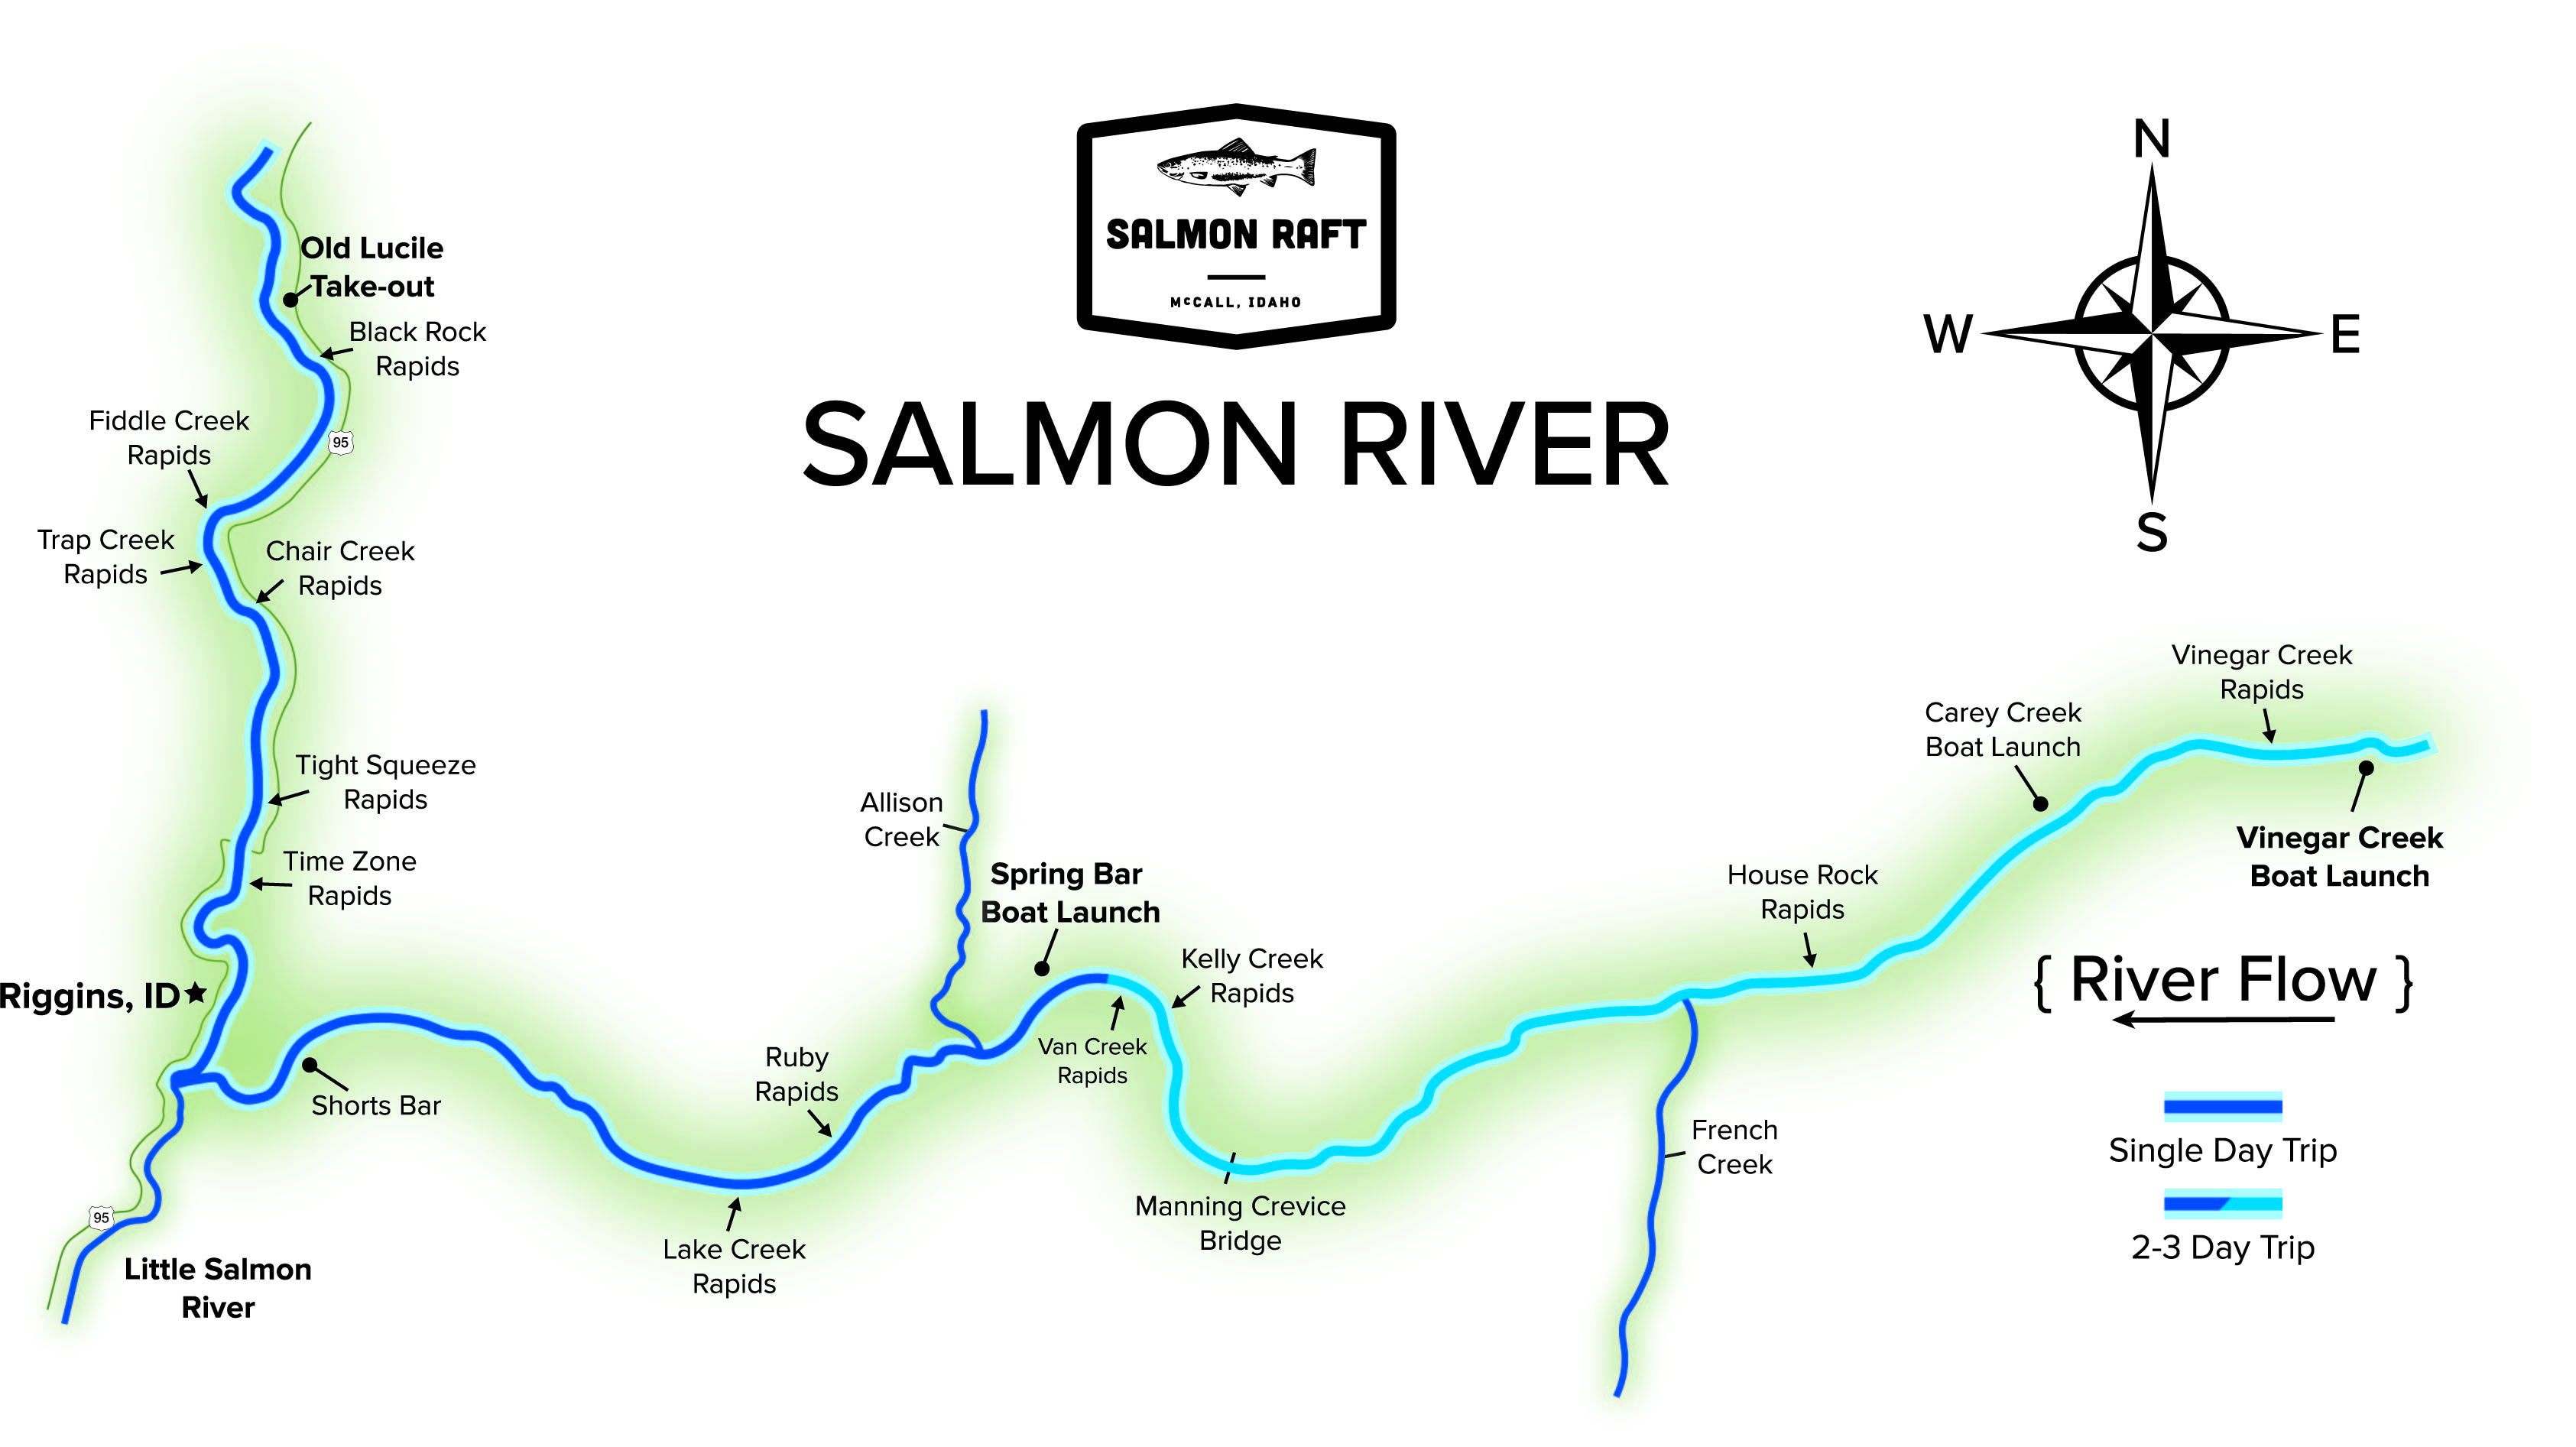 SALMON RAFT
McCALL, IDAHO
SALMON RIVER
N
W
E
S
Old Lucile
Take-out
Black Rock
Rapids
95
Fiddle Creek
Rapids
Trap Creek
Rapids
Chair Creek
Rapids
Tight Squeeze
Rapids
Time Zone
Rapids
Riggins, ID
Shorts Bar
95
Little Salmon
River
Lake Creek
Rapids
Ruby
Rapids
Allison
Creek
Spring Bar
Boat Launch
Van Creek
Rapids
Kelly Creek
Rapids
Manning Crevice
Bridge
French
Creek
House Rock
Rapids
Carey Creek
Boat Launch
Vinegar Creek
Rapids
Vinegar Creek
Boat Launch
{ River Flow }
Single Day Trip
2-3 Day Trip